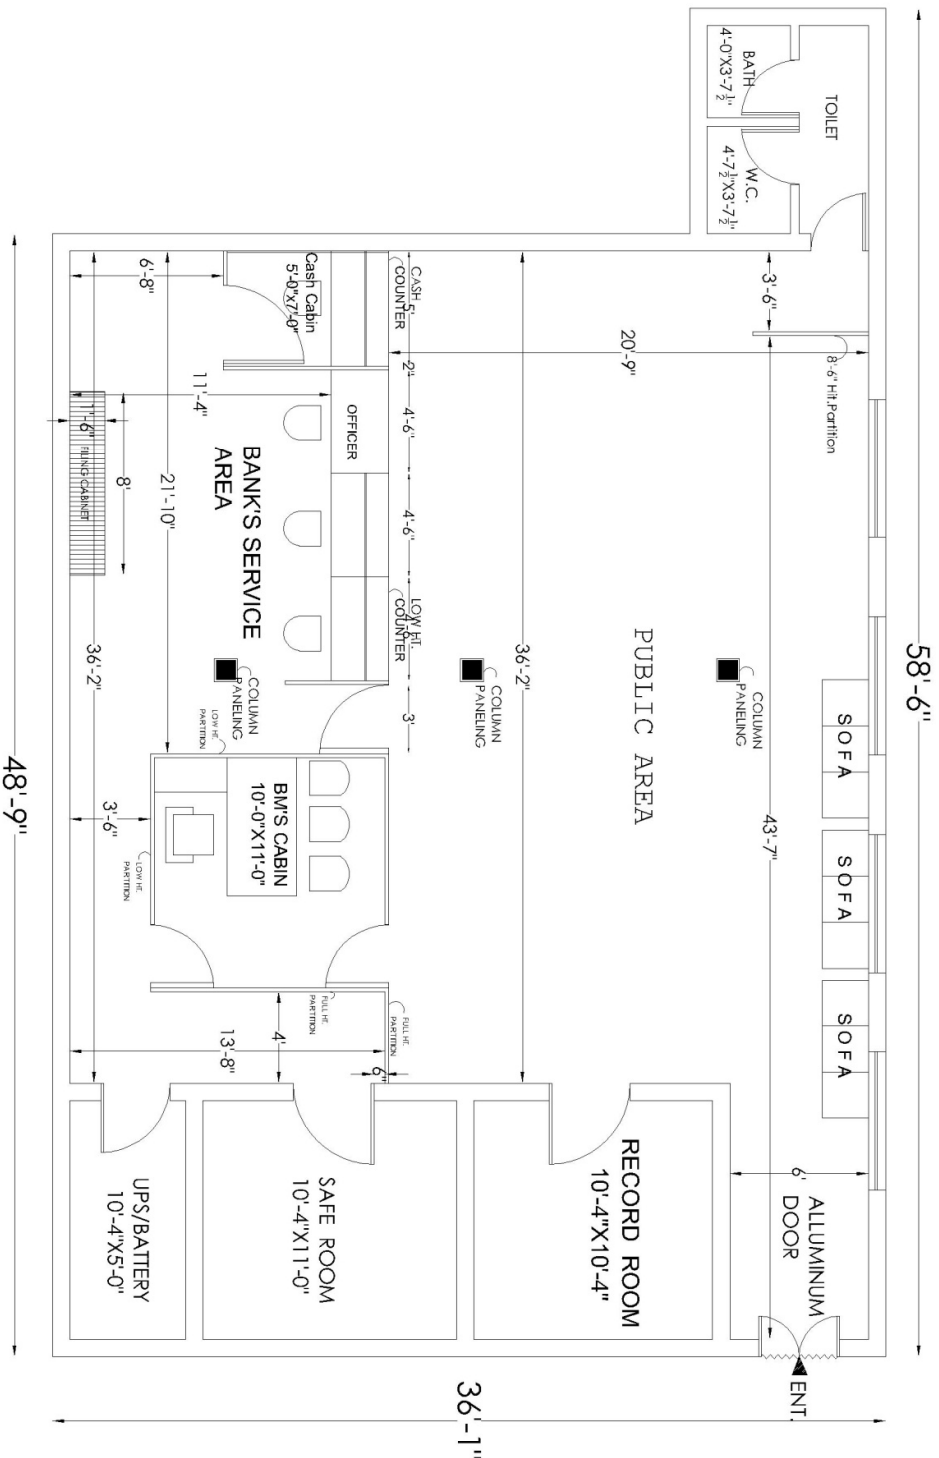 58'-6"
BATH
4'-0"X3'-7½"
TOILET
W.C.
4'-7½"X3'-7½"
3'-6"
8'-6" Ht.Partition
20'-9"
6'-8"
Cash Cabin
5'-0"x7'-0"
CASH
COUNTER
5'
2"
4'-6"
4'-6"
LOW HT.
COUNTER
4'-6"
3'
11'-4"
OFFICER
1'-6"
FILING CABINET
8'
21'-10"
BANK'S SERVICE
AREA
36'-2"
36'-2"
PUBLIC AREA
COLUMN
PANELING
COLUMN
PANELING
COLUMN
PANELING
SOFA
SOFA
SOFA
43'-7"
LOW HT.
PARTITION
BM'S CABIN
10'-0"X11'-0"
3'-6"
LOW HT.
PARTITION
FULL HT.
PARTITION
FULL HT.
PARTITION
4'
13'-8"
6"
UPS/BATTERY
10'-4"X5'-0"
SAFE ROOM
10'-4"X11'-0"
RECORD ROOM
10'-4"X10'-4"
6'
ALLUMINUM
DOOR
ENT.
48'-9"
36'-1"